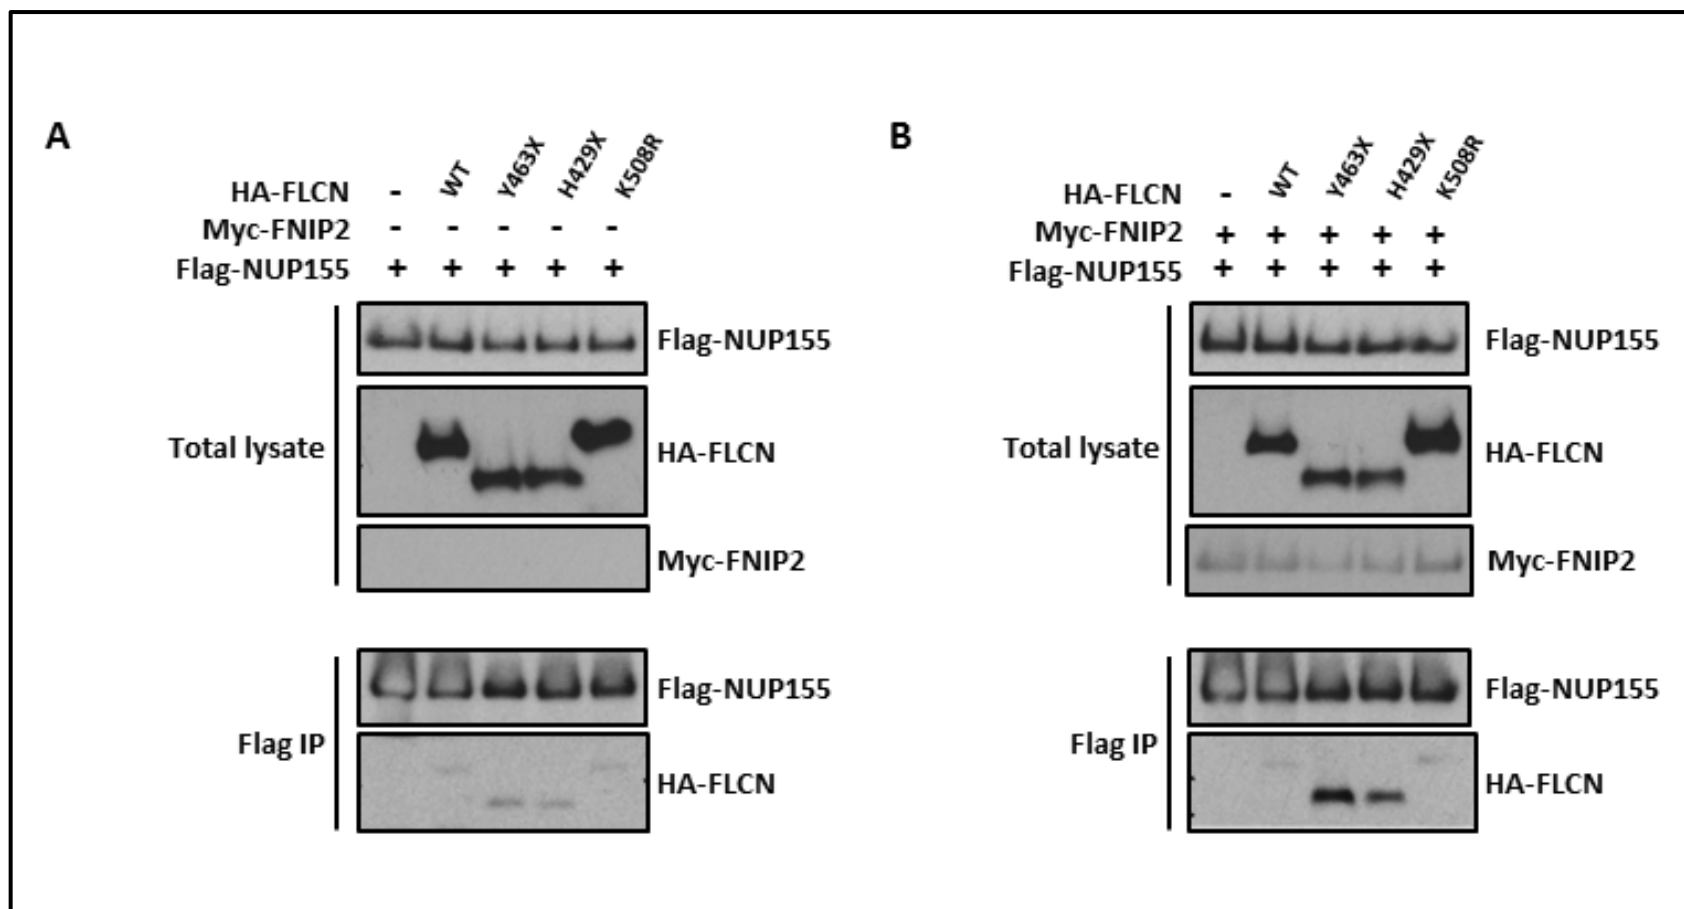 A
HA-FLCN - WT Y463X H429X K508R
Myc-FNIP2 - - - - -
Flag-NUP155 + + + + +
Total lysate
Flag-NUP155
HA-FLCN
Myc-FNIP2
Flag IP
Flag-NUP155
HA-FLCN
B
HA-FLCN - WT Y463X H429X K508R
Myc-FNIP2 + + + + +
Flag-NUP155 + + + + +
Total lysate
Flag-NUP155
HA-FLCN
Myc-FNIP2
Flag IP
Flag-NUP155
HA-FLCN